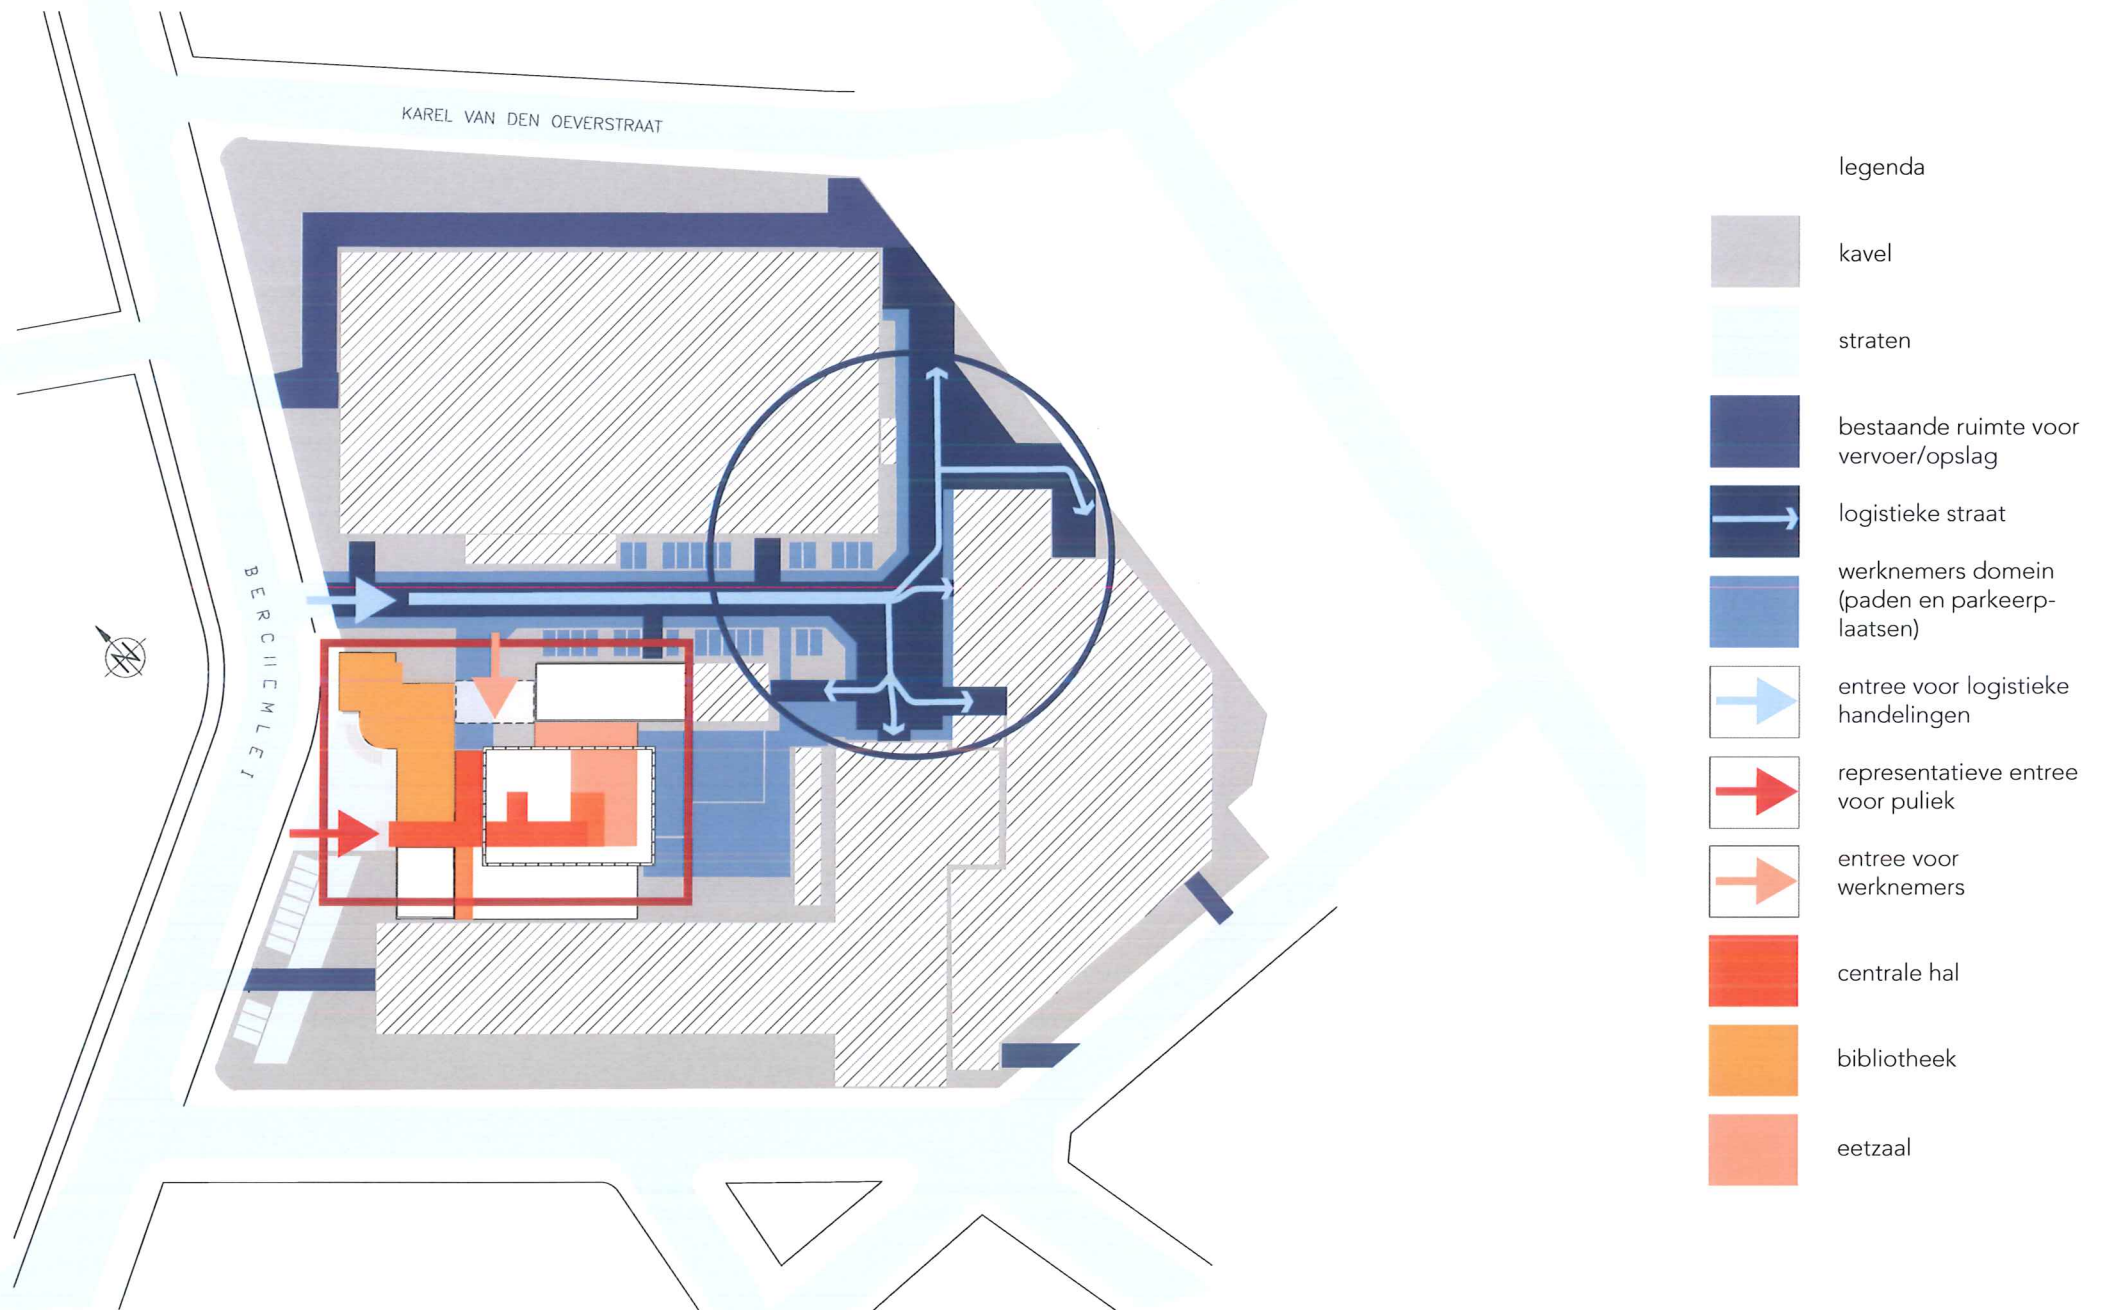 KAREL VAN DEN OEVERSTRAAT
BERCHEMLEI
N
legenda
kavel
straten
bestaande ruimte voor
vervoer/opslag
logistieke straat
werknemers domein
(paden en parkeerp-
laatsen)
entree voor logistieke
handelingen
representatieve entree
voor puliek
entree voor
werknemers
centrale hal
bibliotheek
eetzaal